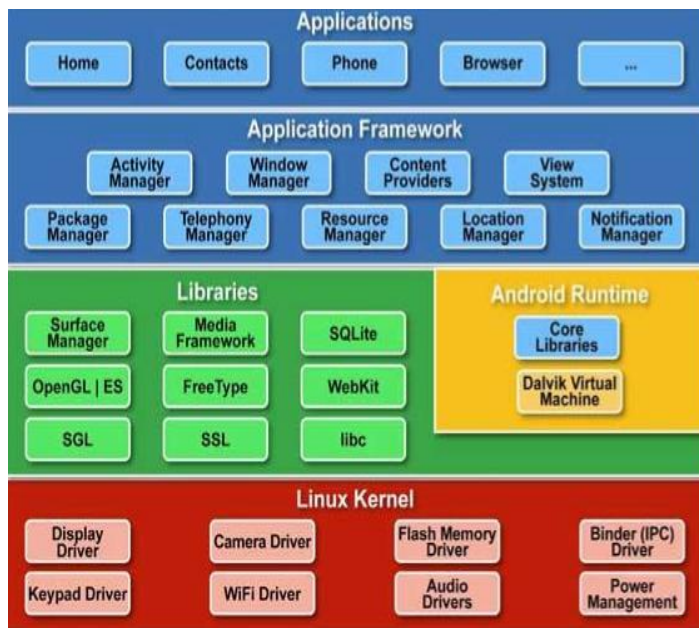 Applications
Home
Contacts
Phone
Browser
...
Application Framework
Activity
Manager
Window
Manager
Content
Providers
View
System
Package
Manager
Telephony
Manager
Resource
Manager
Location
Manager
Notification
Manager
Libraries
Surface
Manager
Media
Framework
SQLite
OpenGL | ES
FreeType
WebKit
SGL
SSL
libc
Android Runtime
Core
Libraries
Dalvik Virtual
Machine
Linux Kernel
Display
Driver
Camera Driver
Flash Memory
Driver
Binder (IPC)
Driver
Keypad Driver
WiFi Driver
Audio
Drivers
Power
Management